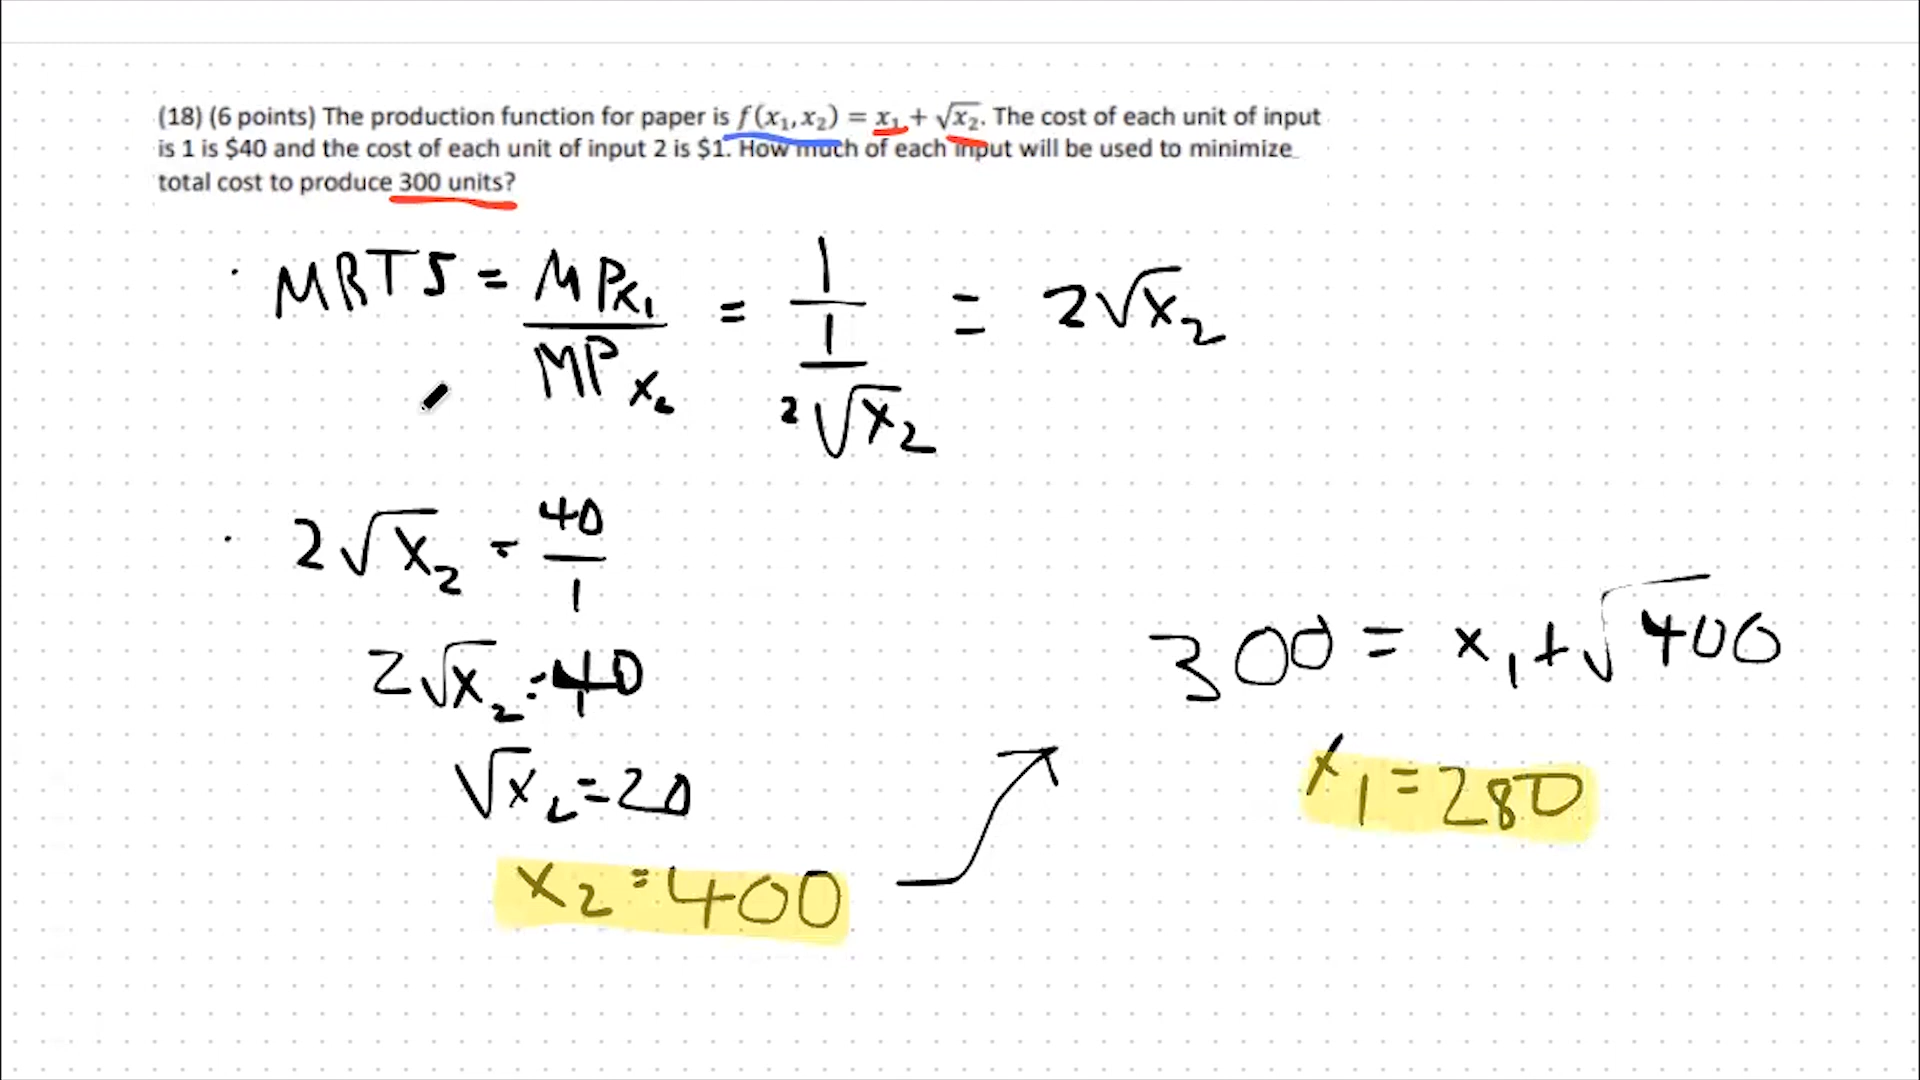 (18) (6 points) The production function for paper is f(x₁,x₂) = x₁ + √x₂. The cost of each unit of input
is 1 is $40 and the cost of each unit of input 2 is $1. How much of each input will be used to minimize
total cost to produce 300 units?
· MRTS = MPx₁ / MPx₂ = 1 / (1 / 2√x₂) = 2√x₂
· 2√x₂ = 40/1
2√x₂ = 40
√x₂ = 20
x₂ = 400
300 = x₁ + √400
x₁ = 280